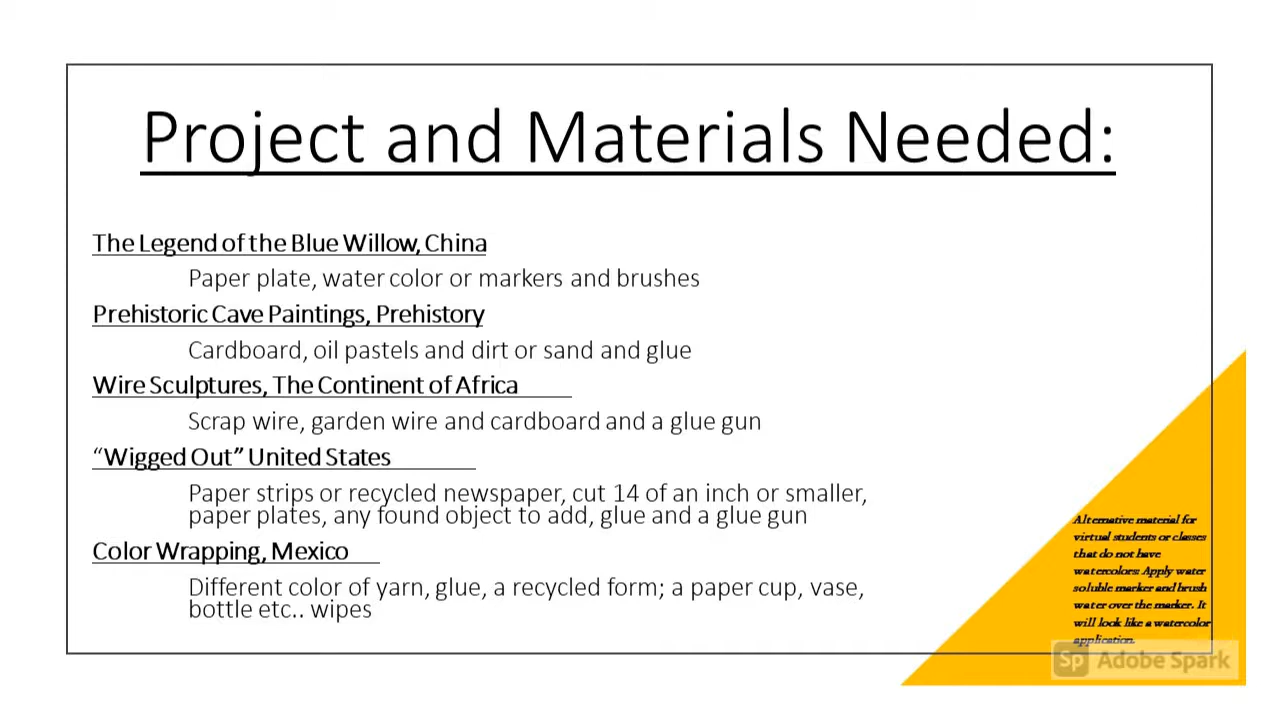 Project and Materials Needed:
The Legend of the Blue Willow, China
Paper plate, water color or markers and brushes
Prehistoric Cave Paintings, Prehistory
Cardboard, oil pastels and dirt or sand and glue
Wire Sculptures, The Continent of Africa
Scrap wire, garden wire and cardboard and a glue gun
“Wigged Out” United States
Paper strips or recycled newspaper, cut 14 of an inch or smaller,
paper plates, any found object to add, glue and a glue gun
Color Wrapping, Mexico
Different color of yarn, glue, a recycled form; a paper cup, vase,
bottle etc.. wipes
Alternative material for
virtual students or classes
that do not have
watercolors: Apply water
soluble marker and brush
water over the marker. It
will look like a watercolor
application.
Sp Adobe Spark